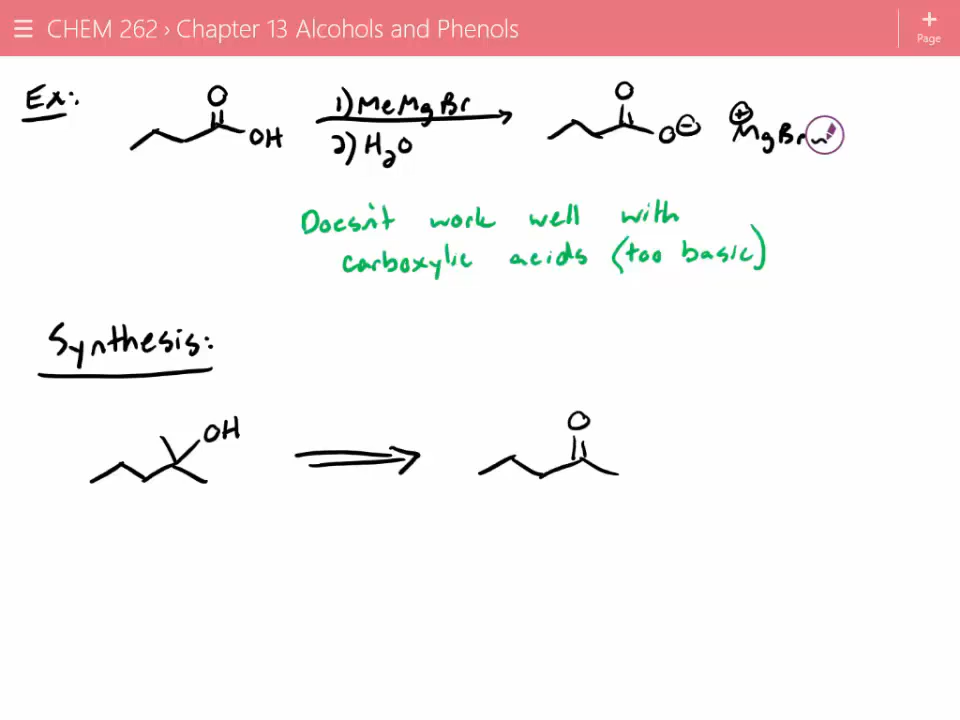 CHEM 262 › Chapter 13 Alcohols and Phenols
+
Page
Ex:
O
OH
1) MeMgBr
2) H2O
O
O⊖
⊕
MgBr
Doesn't work well with
carboxylic acids (too basic)
Synthesis:
OH
O